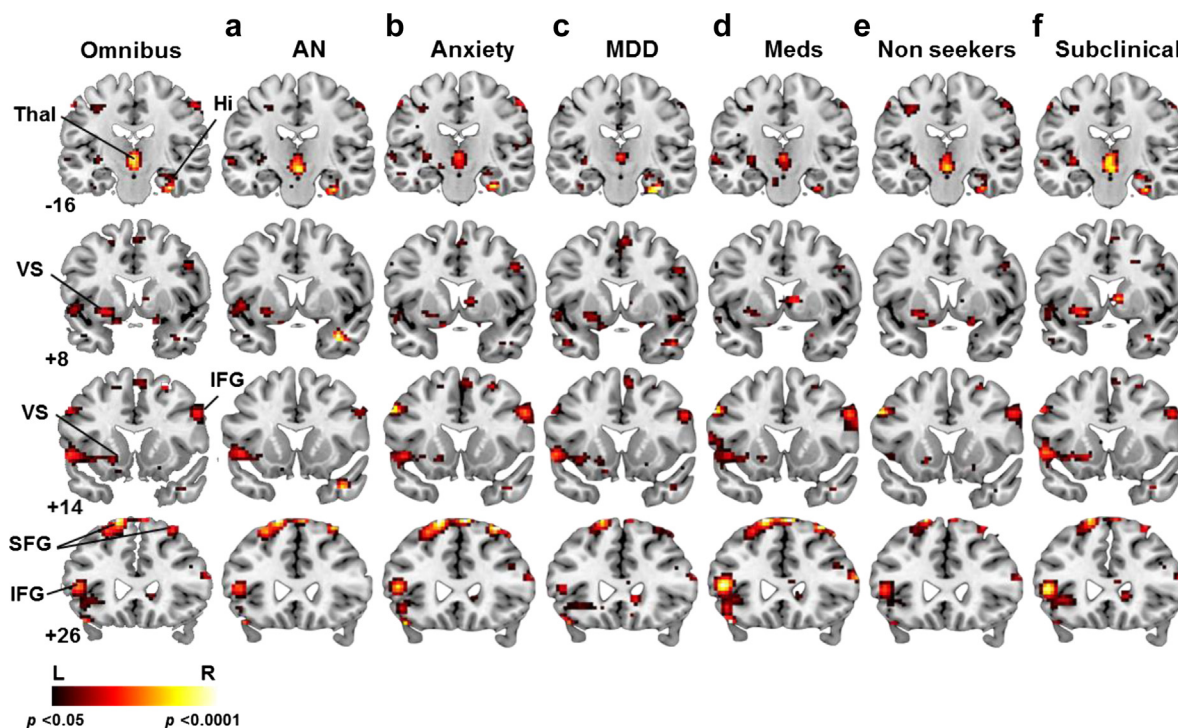 a b c d e f
Omnibus AN Anxiety MDD Meds Non seekers Subclinical
Thal Hi
-16
VS
+8
IFG
VS
+14
SFG
IFG
+26
L R
p <0.05 p <0.0001